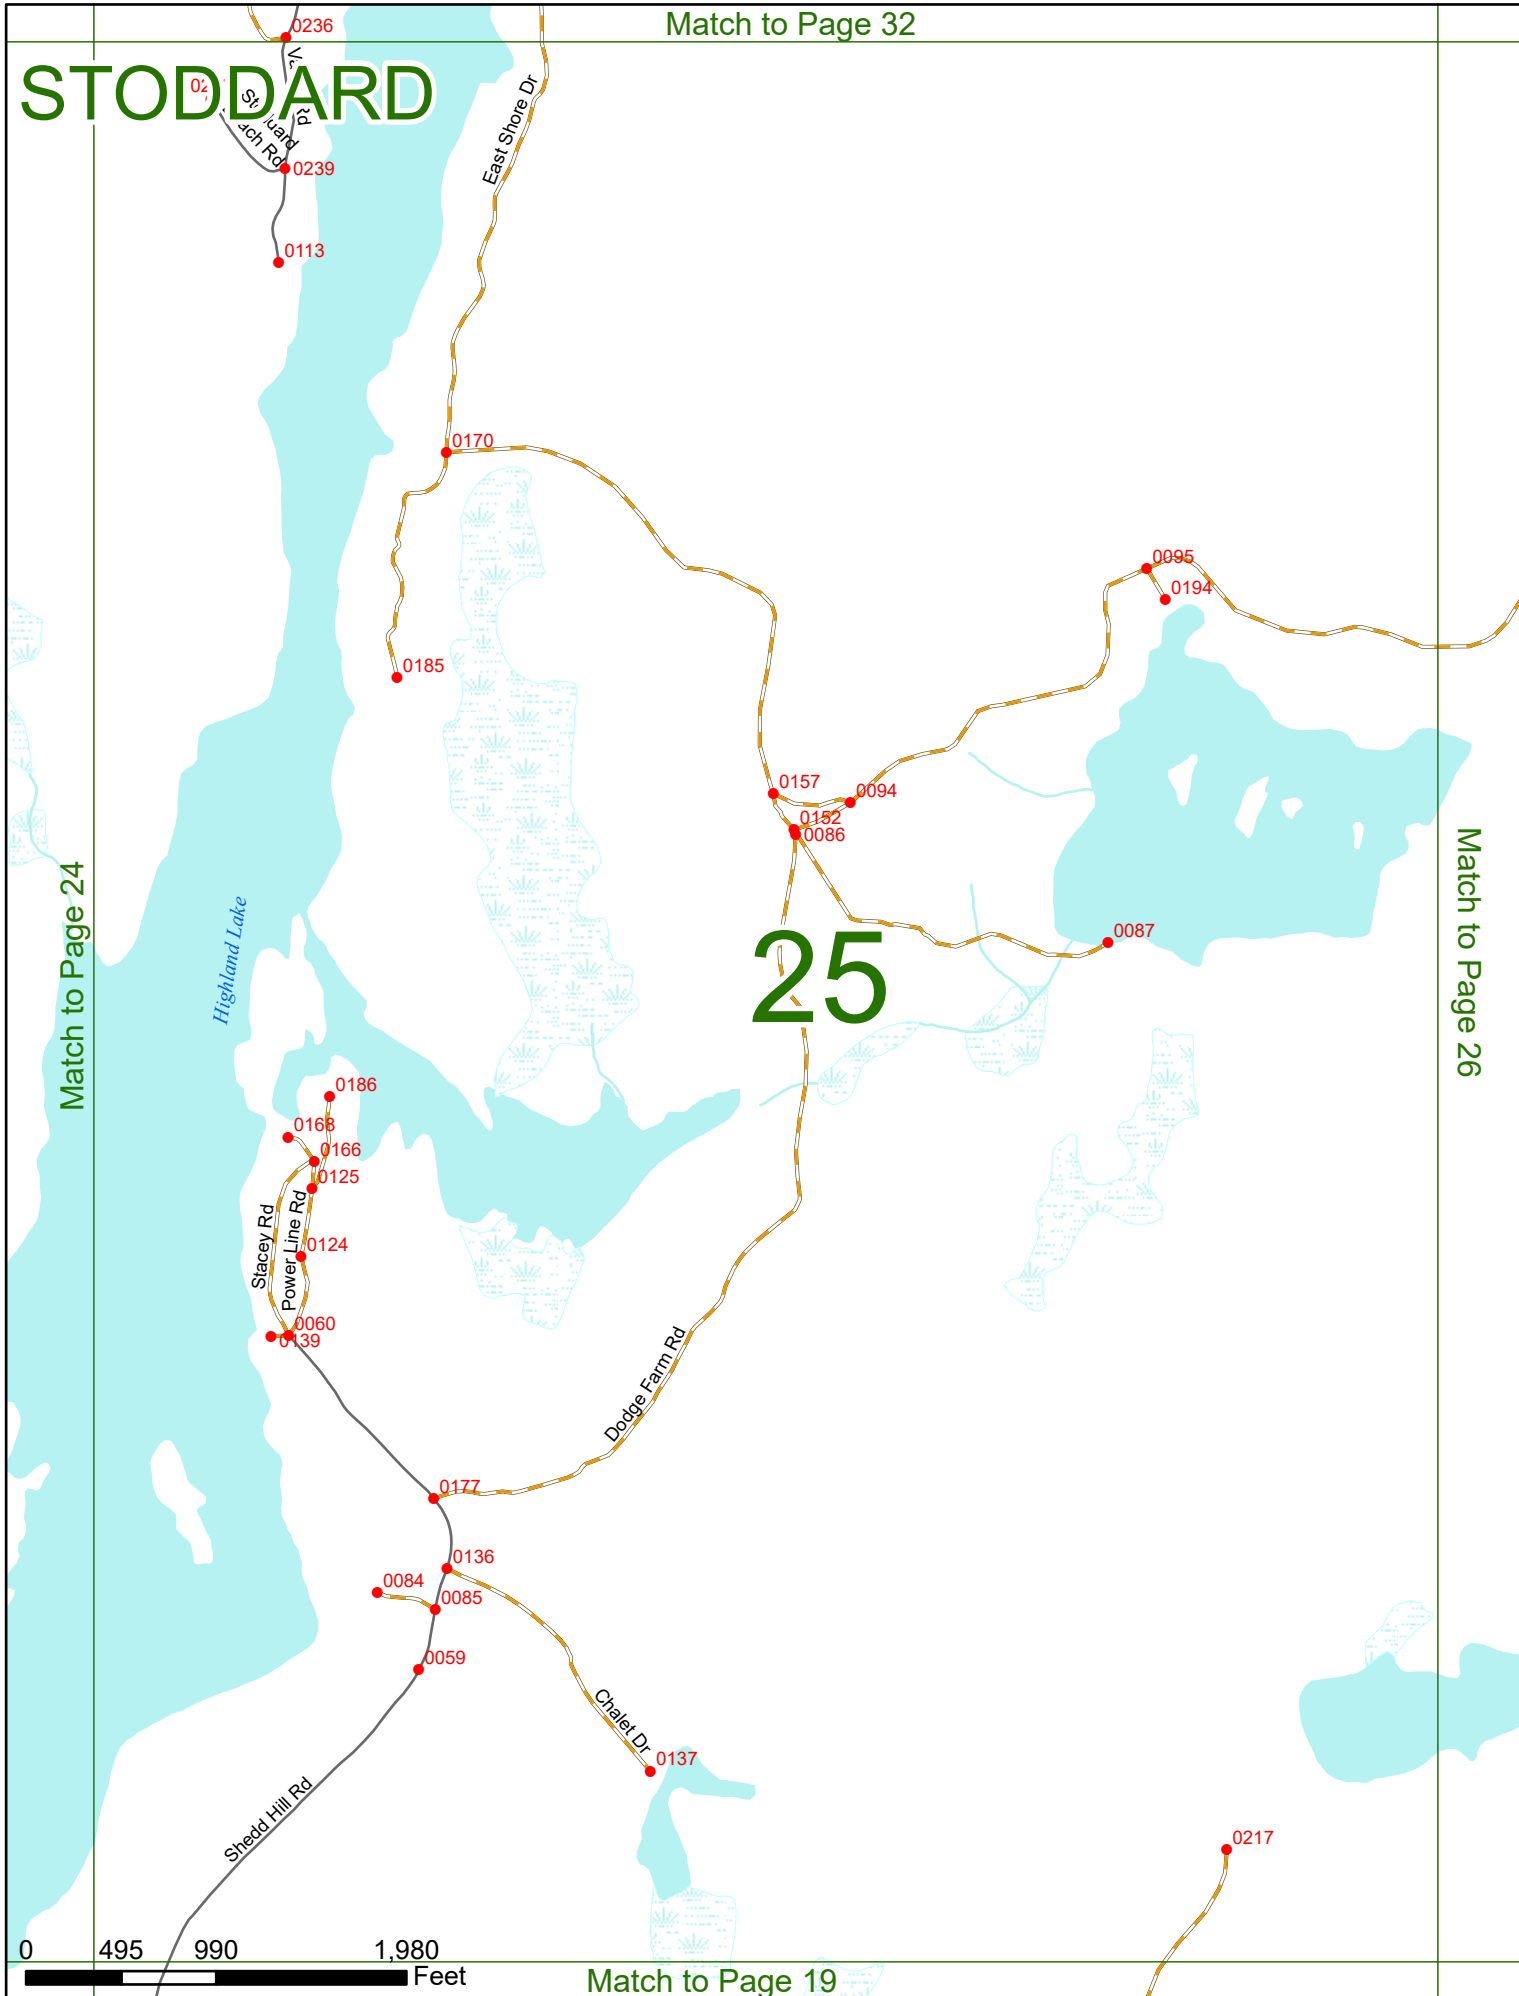 Match to Page 32
0236
STODDARD
Rd
ach Rd
0239
East Shore Dr
0113
0170
0095
0194
0185
0157
0094
0152
0086
Match to Page 24
Match to Page 26
Highland Lake
25
0087
0186
0168
0166
0125
Stacey Rd
Power Line Rd
0124
0060
0139
Dodge Farm Rd
0177
0136
0084
0085
0059
Chalet Dr
0137
Shedd Hill Rd
0217
0 495 990 1,980
Feet
Match to Page 19